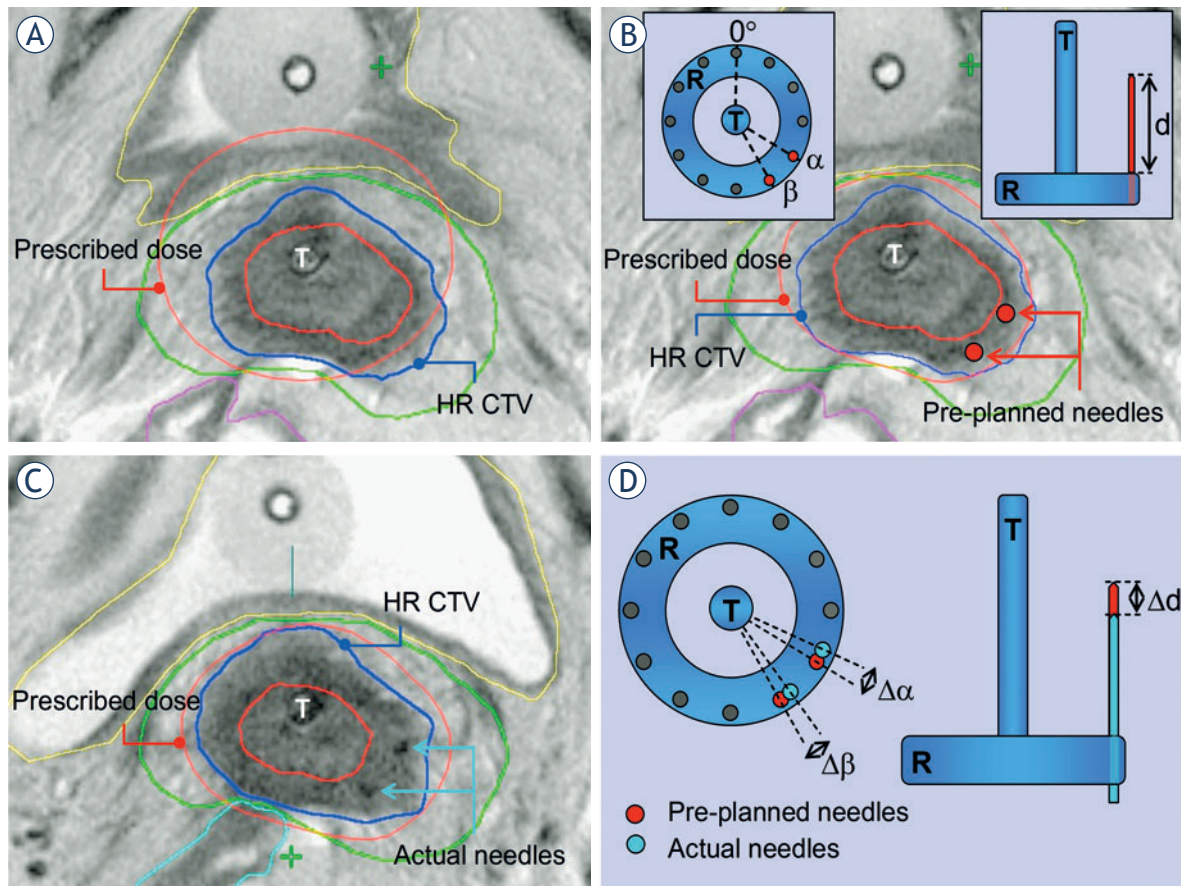 A
T
Prescribed dose
HR CTV
B
0°
R
T
α
β
T
d
R
T
Prescribed dose
HR CTV
Pre-planned needles
C
HR CTV
Prescribed dose
T
Actual needles
D
R
T
Δα
Δβ
T
Δd
R
Pre-planned needles
Actual needles